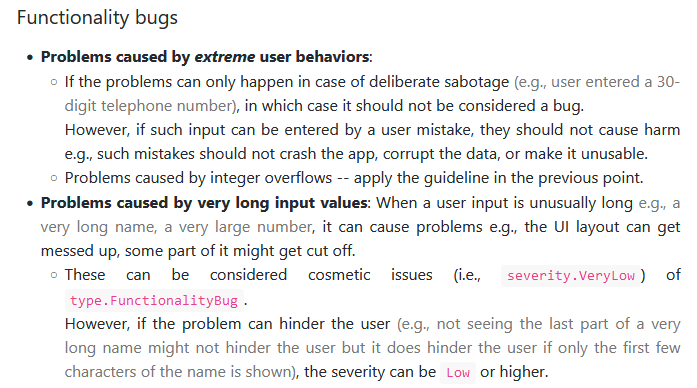 Functionality bugs
• Problems caused by extreme user behaviors:
○ If the problems can only happen in case of deliberate sabotage (e.g., user entered a 30-
digit telephone number), in which case it should not be considered a bug.
However, if such input can be entered by a user mistake, they should not cause harm
e.g., such mistakes should not crash the app, corrupt the data, or make it unusable.
○ Problems caused by integer overflows -- apply the guideline in the previous point.
• Problems caused by very long input values: When a user input is unusually long e.g., a
very long name, a very large number, it can cause problems e.g., the UI layout can get
messed up, some part of it might get cut off.
○ These can be considered cosmetic issues (i.e., severity.VeryLow) of
type.FunctionalityBug.
However, if the problem can hinder the user (e.g., not seeing the last part of a very
long name might not hinder the user but it does hinder the user if only the first few
characters of the name is shown), the severity can be Low or higher.